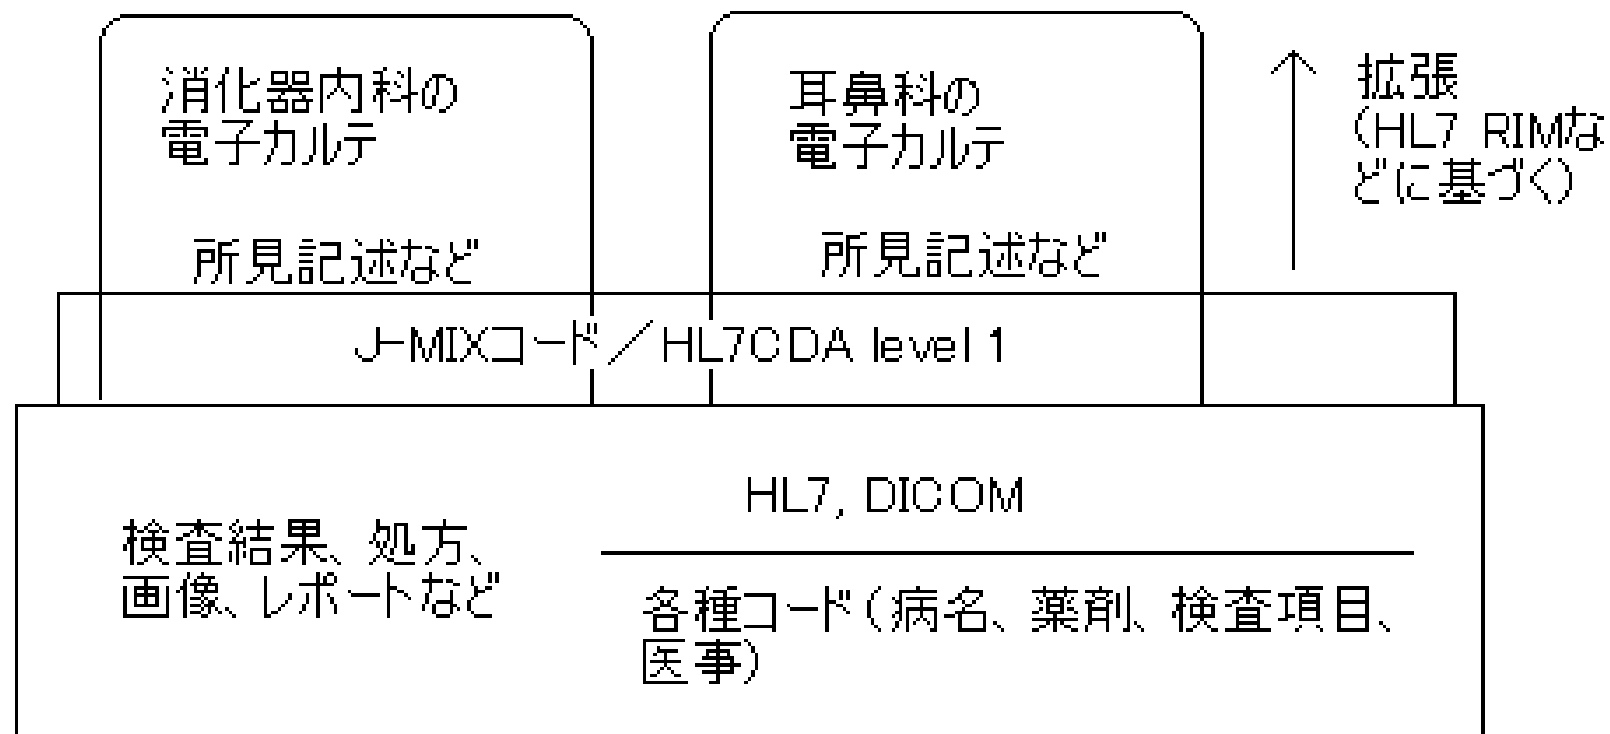 消化器内科の
電子カルテ
所見記述など
耳鼻科の
電子カルテ
所見記述など
拡張
(HL7 RIMな
どに基づく)
J-MIXコード/HL7CDA level 1
検査結果、処方、
画像、レポートなど
HL7, DICOM
各種コード(病名、薬剤、検査項目、
医事)